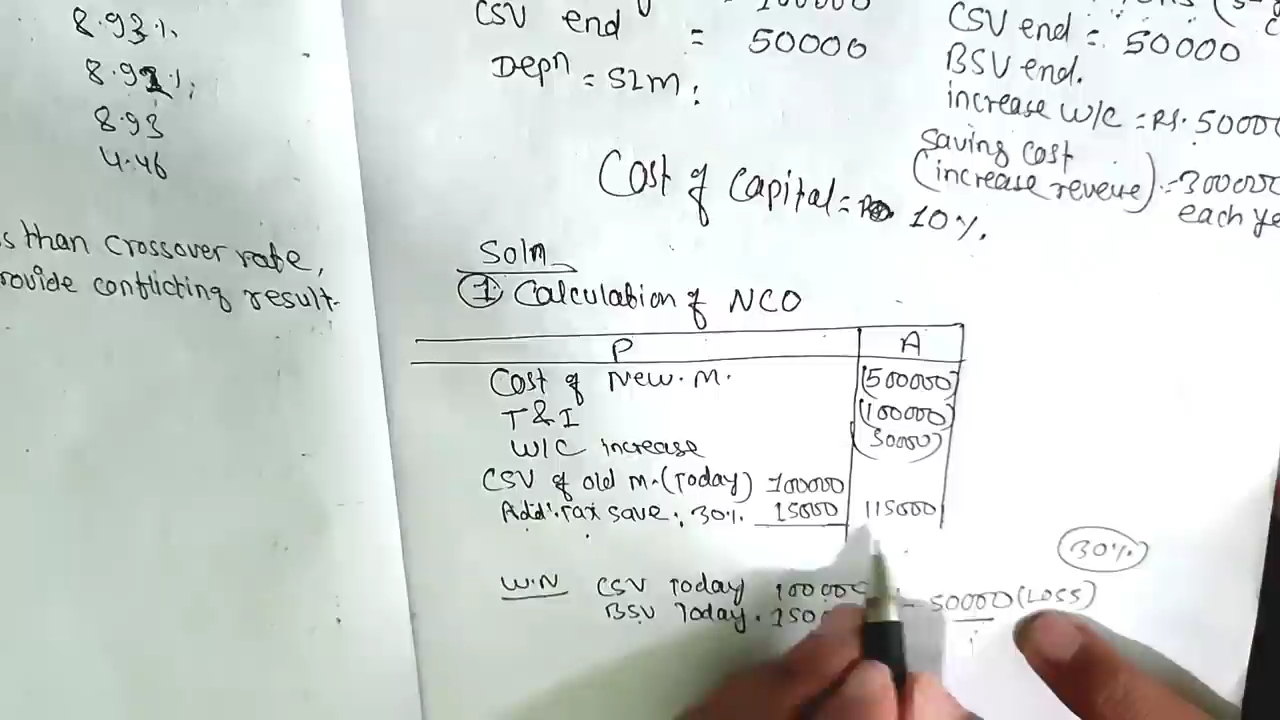 8.93%
8.92%
8.93
4.46
s than crossover rate,
rovide conflicting result.
CSV end = 50000
Depn = SLM:
CSV end = 50000
BSV end.
increase W/C = Rs. 50000
saving cost
(increase reveue) = 300000
each ye
Cost of capital = 10%.
Soln
1 Calculation of NCO
P A
Cost of New. M. (500000)
T & I (100000)
W/C increase (50000)
CSV of old M. (Today) 100000
Add: Tax save: 30% 15000 115000
30%
W.N CSV Today 100000 50000 (LOSS)
BSV Today.